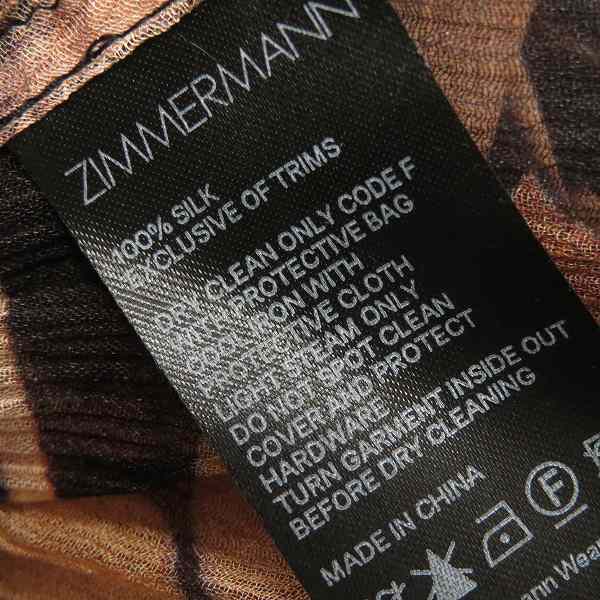 ZIMMERMANN
100% SILK
EXCLUSIVE OF TRIMS
DRY CLEAN ONLY CODE F
WITH PROTECTIVE BAG
COOL IRON WITH
PROTECTIVE CLOTH
LIGHT STEAM ONLY
DO NOT SPOT CLEAN
COVER AND PROTECT
HARDWARE
TURN GARMENT INSIDE OUT
BEFORE DRY CLEANING
MADE IN CHINA
F